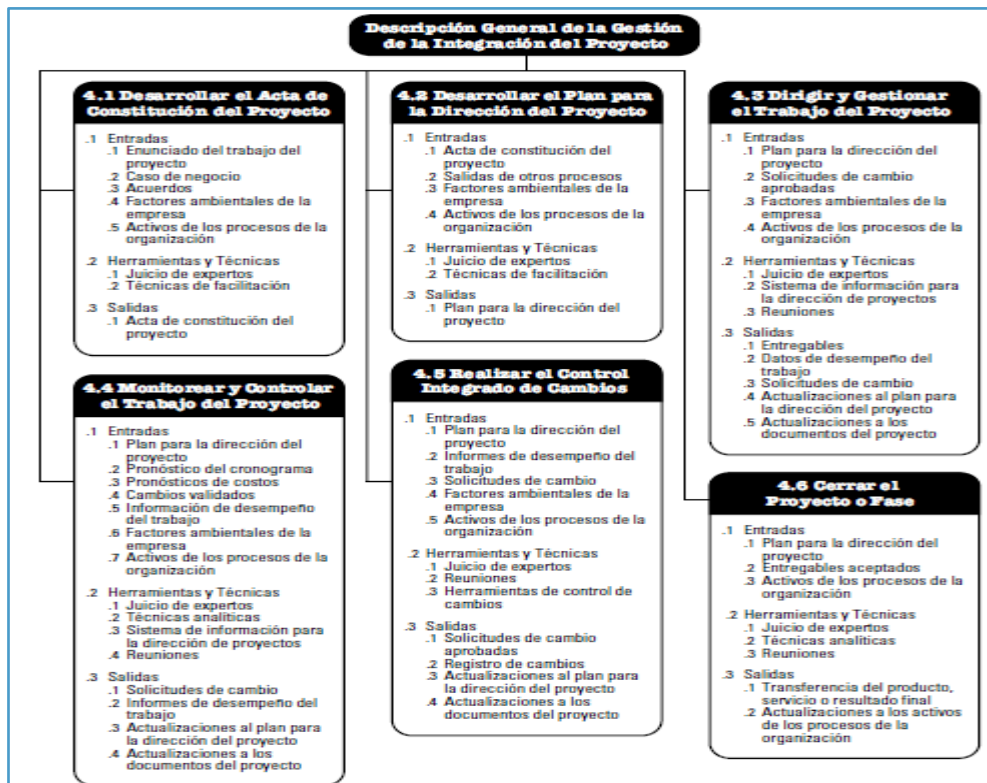 Descripción General de la Gestión
de la Integración del Proyecto
4.1 Desarrollar el Acta de
Constitución del Proyecto
.1 Entradas
.1 Enunciado del trabajo del
proyecto
.2 Caso de negocio
.3 Acuerdos
.4 Factores ambientales de la
empresa
.5 Activos de los procesos de la
organización
.2 Herramientas y Técnicas
.1 Juicio de expertos
.2 Técnicas de facilitación
.3 Salidas
.1 Acta de constitución del
proyecto
4.2 Desarrollar el Plan para
la Dirección del Proyecto
.1 Entradas
.1 Acta de constitución del
proyecto
.2 Salidas de otros procesos
.3 Factores ambientales de la
empresa
.4 Activos de los procesos de la
organización
.2 Herramientas y Técnicas
.1 Juicio de expertos
.2 Técnicas de facilitación
.3 Salidas
.1 Plan para la dirección del
proyecto
4.3 Dirigir y Gestionar
el Trabajo del Proyecto
.1 Entradas
.1 Plan para la dirección del
proyecto
.2 Solicitudes de cambio
aprobadas
.3 Factores ambientales de la
empresa
.4 Activos de los procesos de la
organización
.2 Herramientas y Técnicas
.1 Juicio de expertos
.2 Sistema de información para
la dirección de proyectos
.3 Reuniones
.3 Salidas
.1 Entregables
.2 Datos de desempeño del
trabajo
.3 Solicitudes de cambio
.4 Actualizaciones al plan para
la dirección del proyecto
.5 Actualizaciones a los
documentos del proyecto
4.4 Monitorear y Controlar
el Trabajo del Proyecto
.1 Entradas
.1 Plan para la dirección del
proyecto
.2 Pronóstico del cronograma
.3 Pronósticos de costos
.4 Cambios validados
.5 Información de desempeño
del trabajo
.6 Factores ambientales de la
empresa
.7 Activos de los procesos de la
organización
.2 Herramientas y Técnicas
.1 Juicio de expertos
.2 Técnicas analíticas
.3 Sistema de información para
la dirección de proyectos
.4 Reuniones
.3 Salidas
.1 Solicitudes de cambio
.2 Informes de desempeño del
trabajo
.3 Actualizaciones al plan para
la dirección del proyecto
.4 Actualizaciones a los
documentos del proyecto
4.5 Realizar el Control
Integrado de Cambios
.1 Entradas
.1 Plan para la dirección del
proyecto
.2 Informes de desempeño del
trabajo
.3 Solicitudes de cambio
.4 Factores ambientales de la
empresa
.5 Activos de los procesos de la
organización
.2 Herramientas y Técnicas
.1 Juicio de expertos
.2 Reuniones
.3 Herramientas de control de
cambios
.3 Salidas
.1 Solicitudes de cambio
aprobadas
.2 Registro de cambios
.3 Actualizaciones al plan para
la dirección del proyecto
.4 Actualizaciones a los
documentos del proyecto
4.6 Cerrar el
Proyecto o Fase
.1 Entradas
.1 Plan para la dirección del
proyecto
.2 Entregables aceptados
.3 Activos de los procesos de la
organización
.2 Herramientas y Técnicas
.1 Juicio de expertos
.2 Técnicas analíticas
.3 Reuniones
.3 Salidas
.1 Transferencia del producto,
servicio o resultado final
.2 Actualizaciones a los activos
de los procesos de la
organización